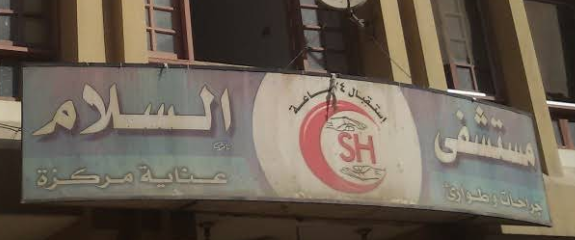 مستشفى السلام
استقبال ٢٤ ساعة
SH
جراحات وطوارئ
عناية مركزة